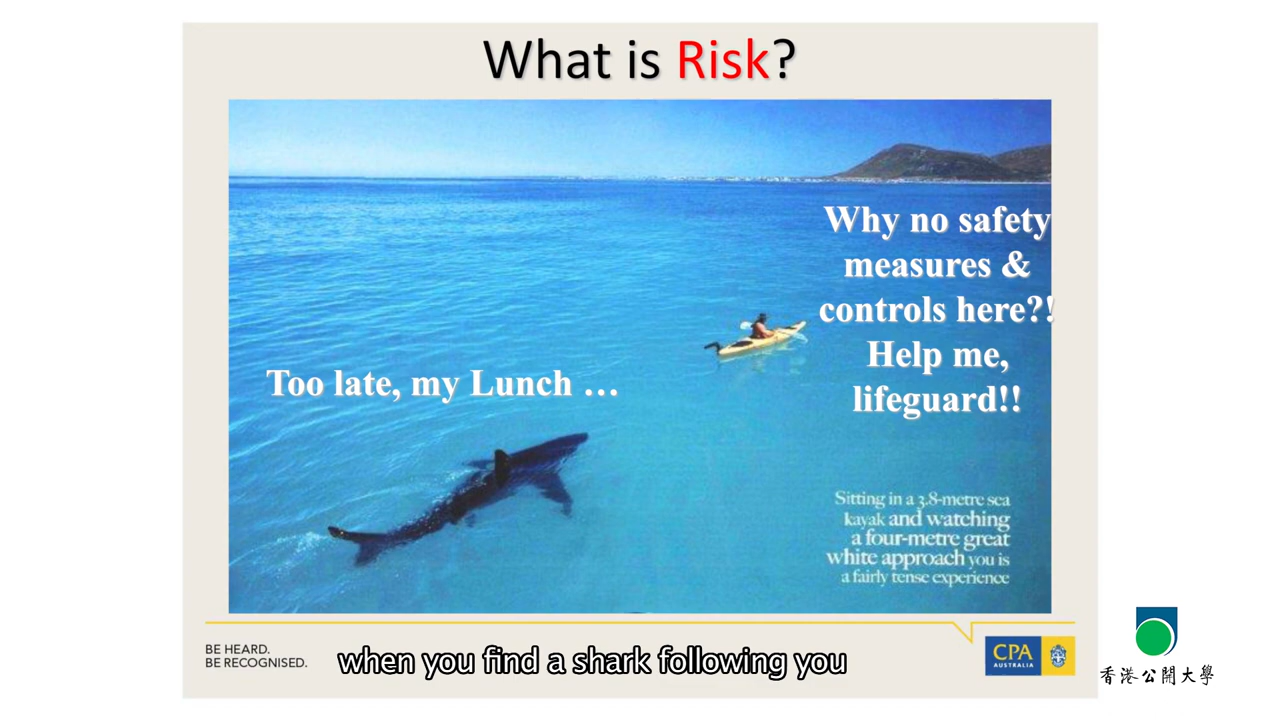 What is Risk?
Why no safety
measures &
controls here?!
Help me,
lifeguard!!
Too late, my Lunch …
Sitting in a 3.8-metre sea
kayak and watching
a four-metre great
white approach you is
a fairly tense experience
BE HEARD.
BE RECOGNISED.
when you find a shark following you
CPA
AUSTRALIA
香港公開大學